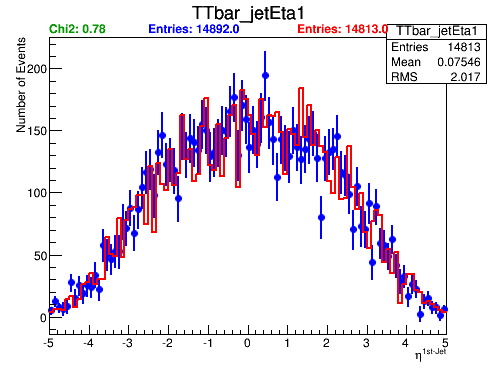 TTbar_jetEta1
Chi2: 0.78 Entries: 14892.0 Entries: 14813.0
TTbar_jetEta1
Entries 14813
Mean 0.07546
RMS 2.017
Number of Events
220
200
150
100
50
0
-5 -4 -3 -2 -1 0 1 2 3 4 5
η1st-Jet